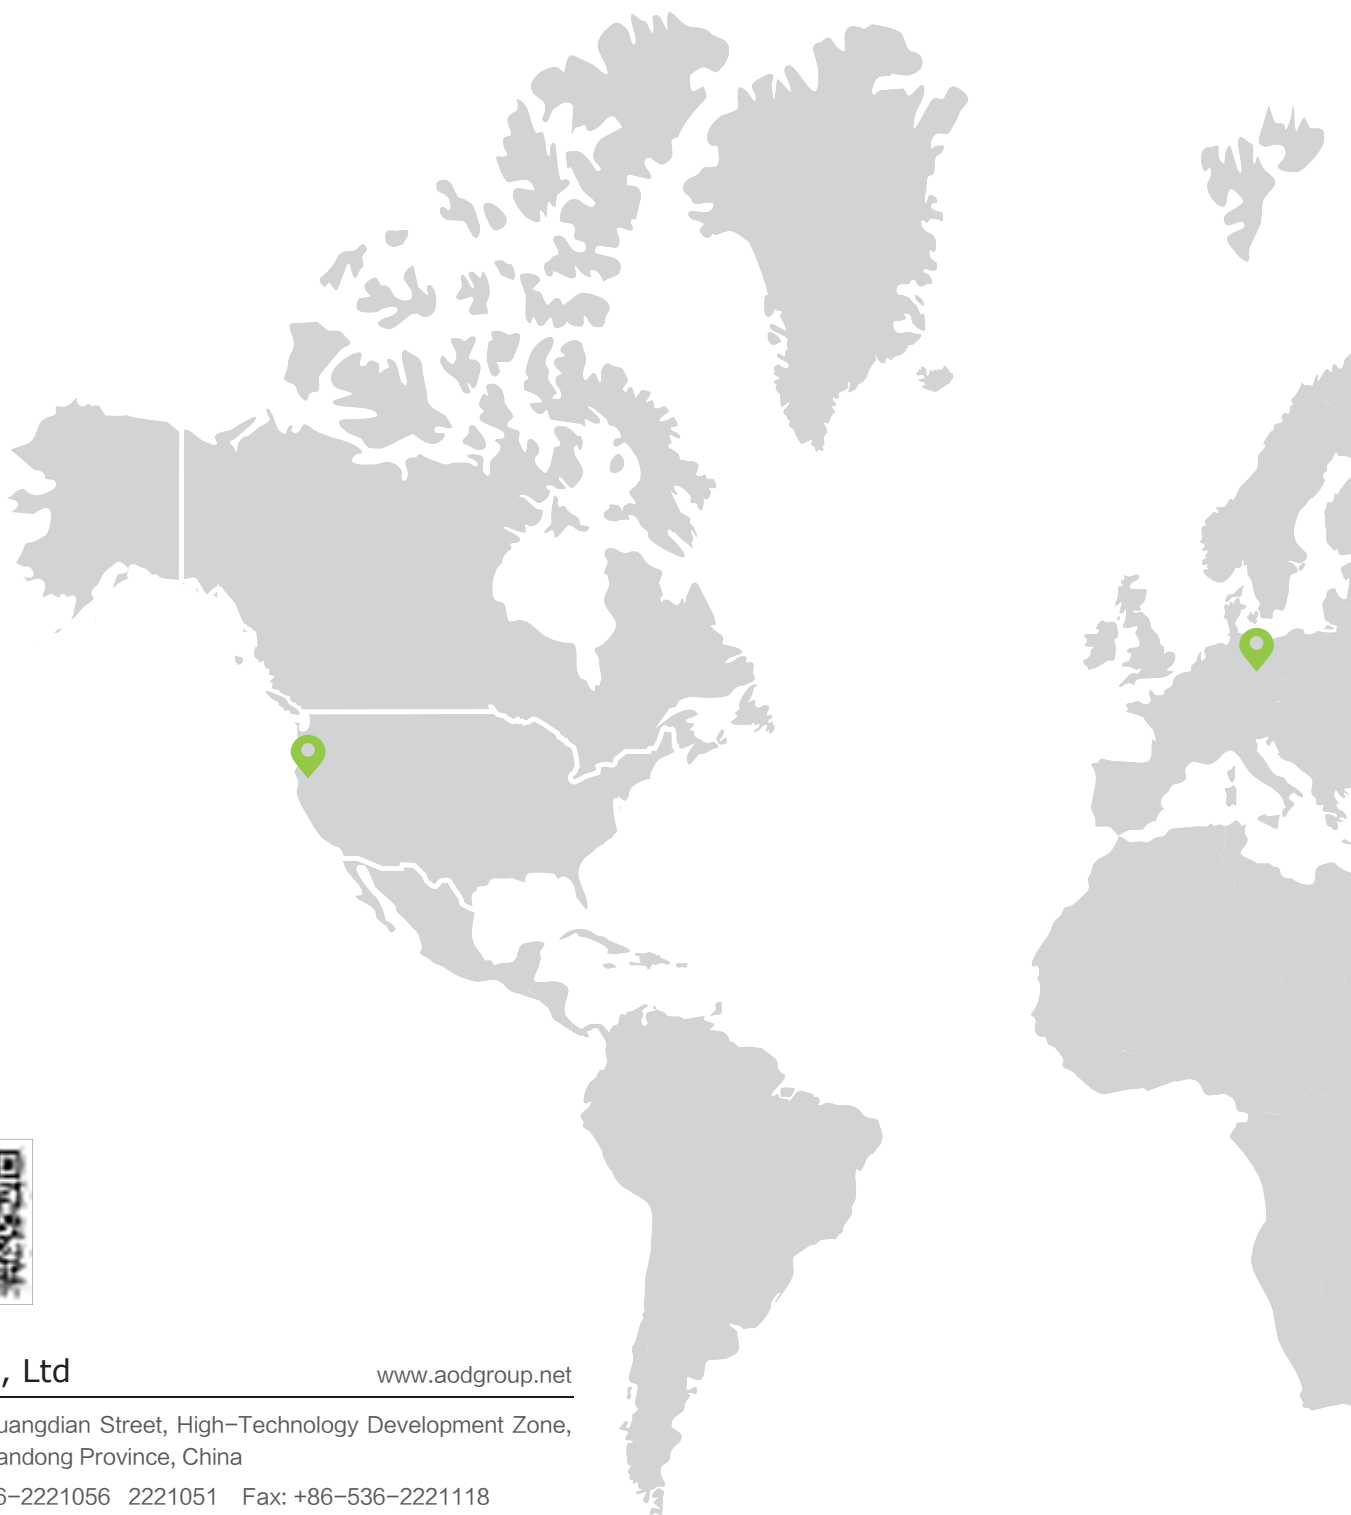 , Ltd
www.aodgroup.net
uangdian Street, High-Technology Development Zone,
andong Province, China
6-2221056 2221051 Fax: +86-536-2221118